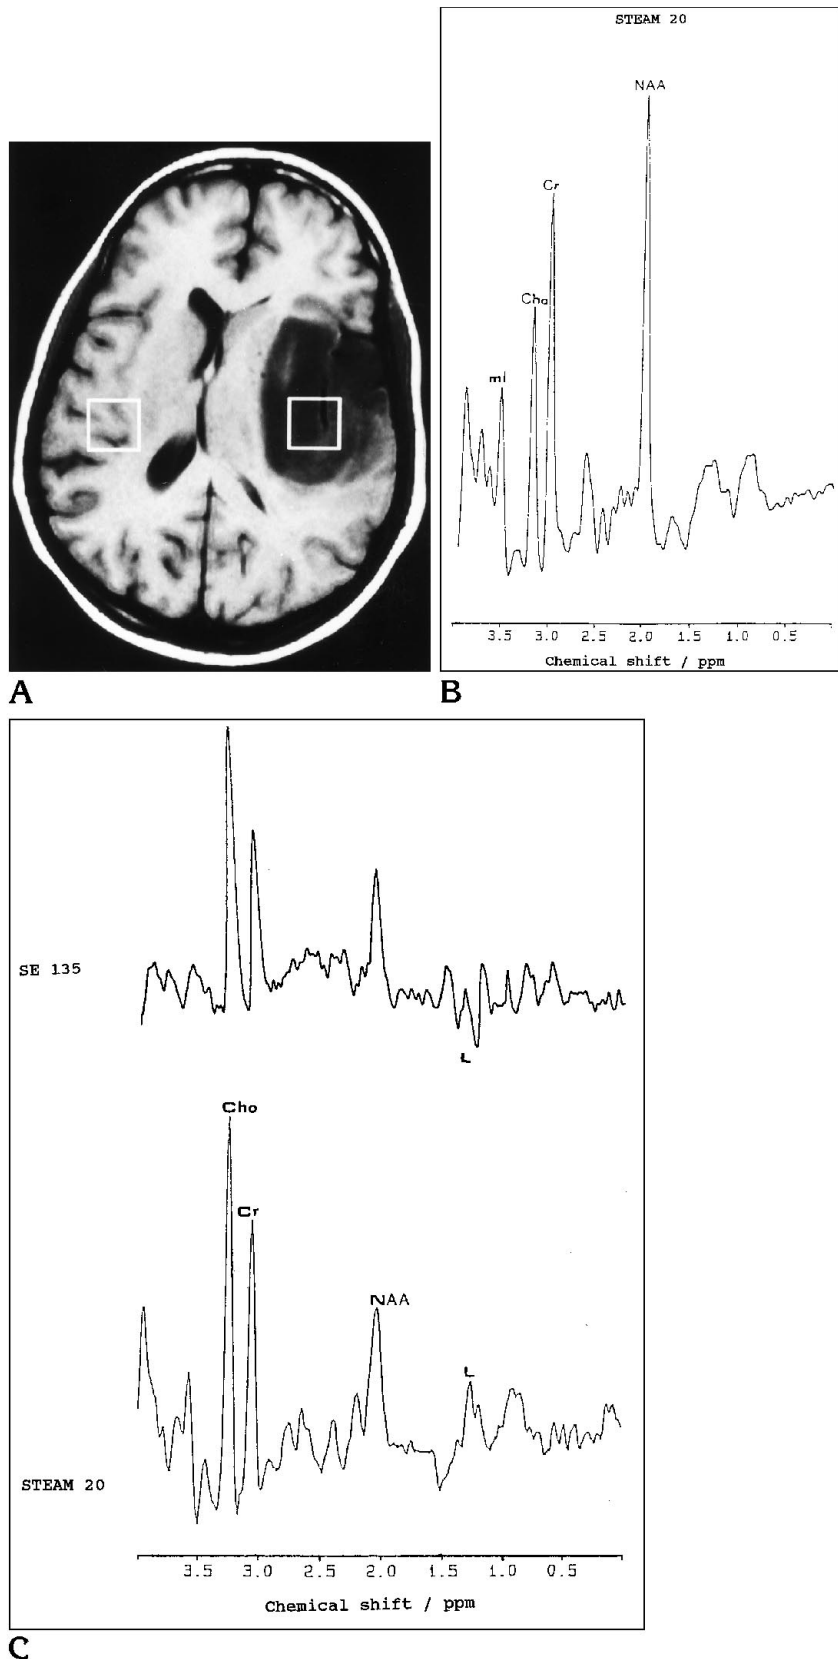 STEAM 20
NAA
Cr
Cho
mI
3.5 3.0 2.5 2.0 1.5 1.0 0.5
Chemical shift / ppm
A
B
SE 135
L
Cho
Cr
NAA
L
STEAM 20
3.5 3.0 2.5 2.0 1.5 1.0 0.5
Chemical shift / ppm
C